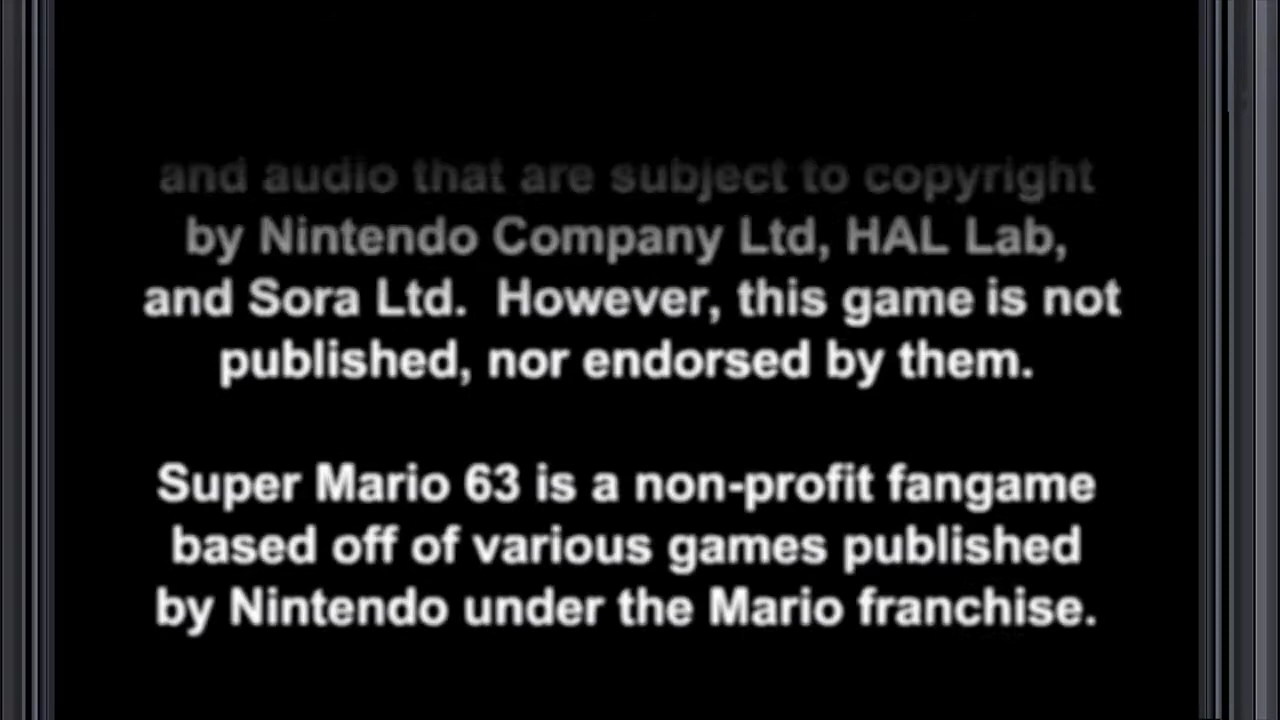 and audio that are subject to copyright
by Nintendo Company Ltd, HAL Lab,
and Sora Ltd.  However, this game is not
published, nor endorsed by them.
Super Mario 63 is a non-profit fangame
based off of various games published
by Nintendo under the Mario franchise.